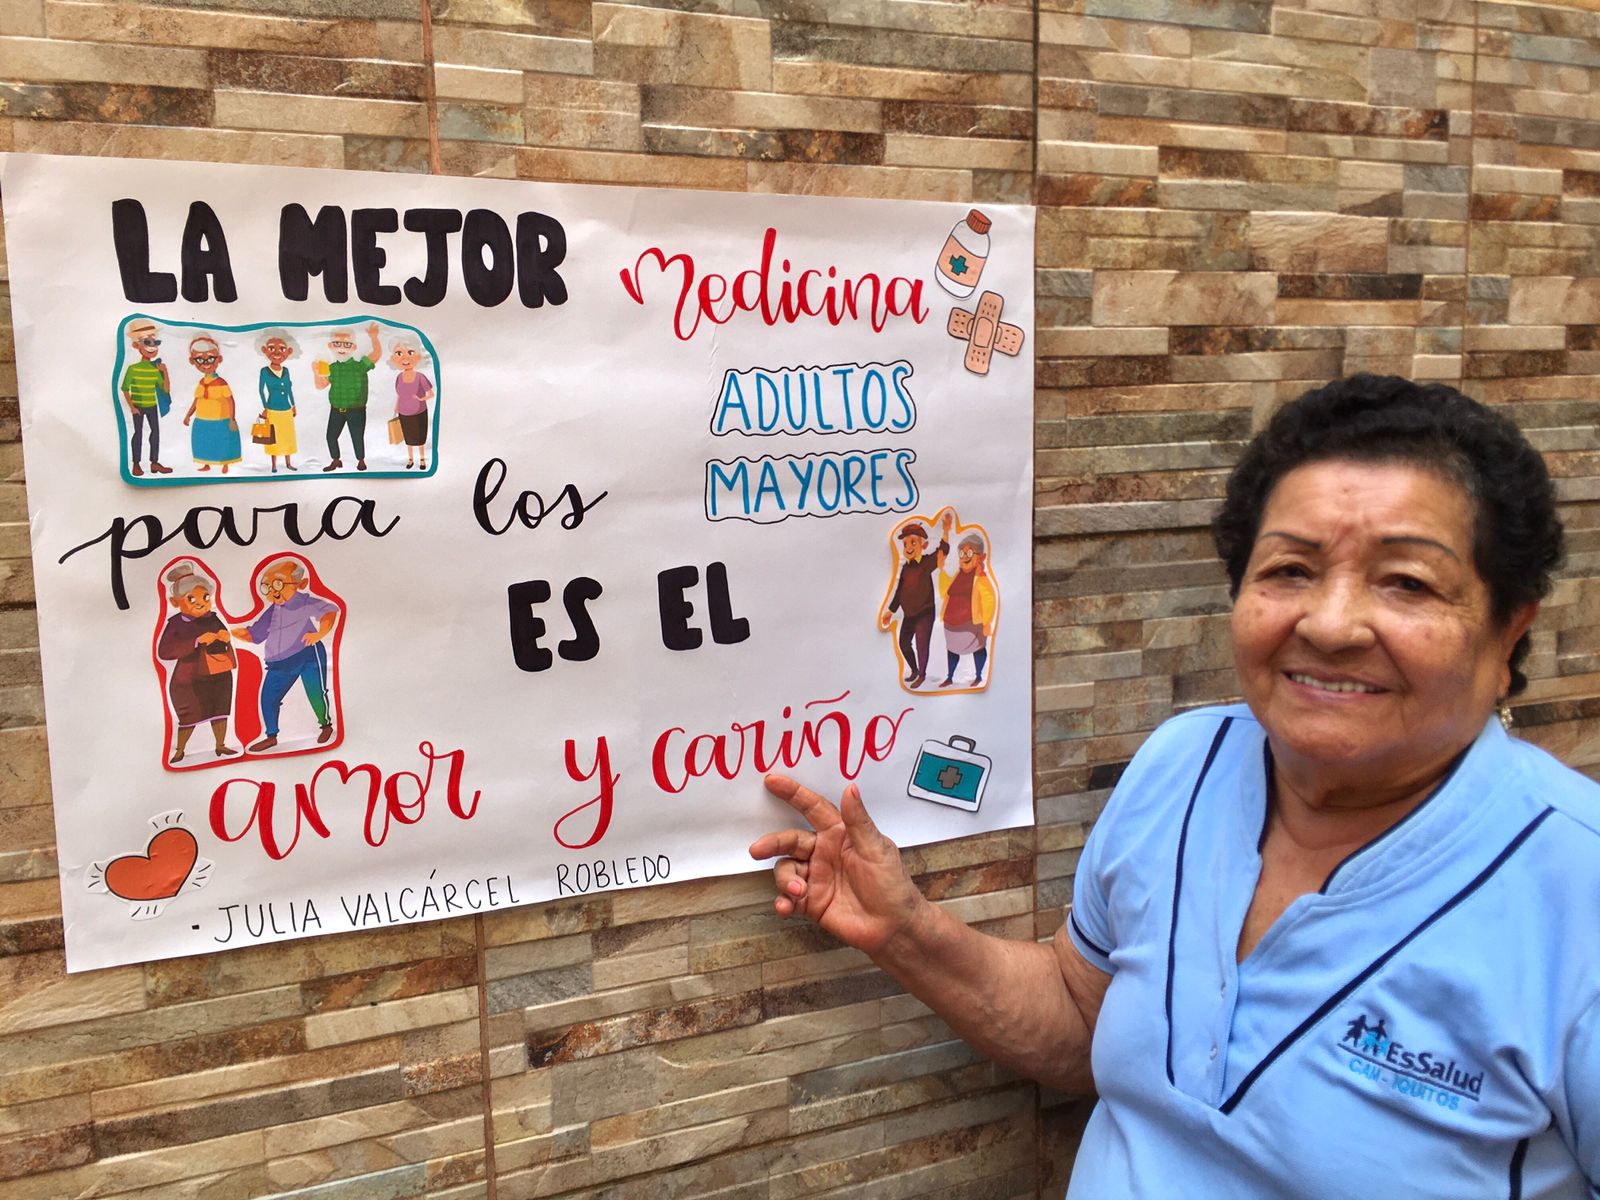 LA MEJOR medicina
ADULTOS
MAYORES
para los
ES EL
amor y cariño
- JULIA VALCÁRCEL ROBLEDO
EsSalud
CAM - IQUITOS